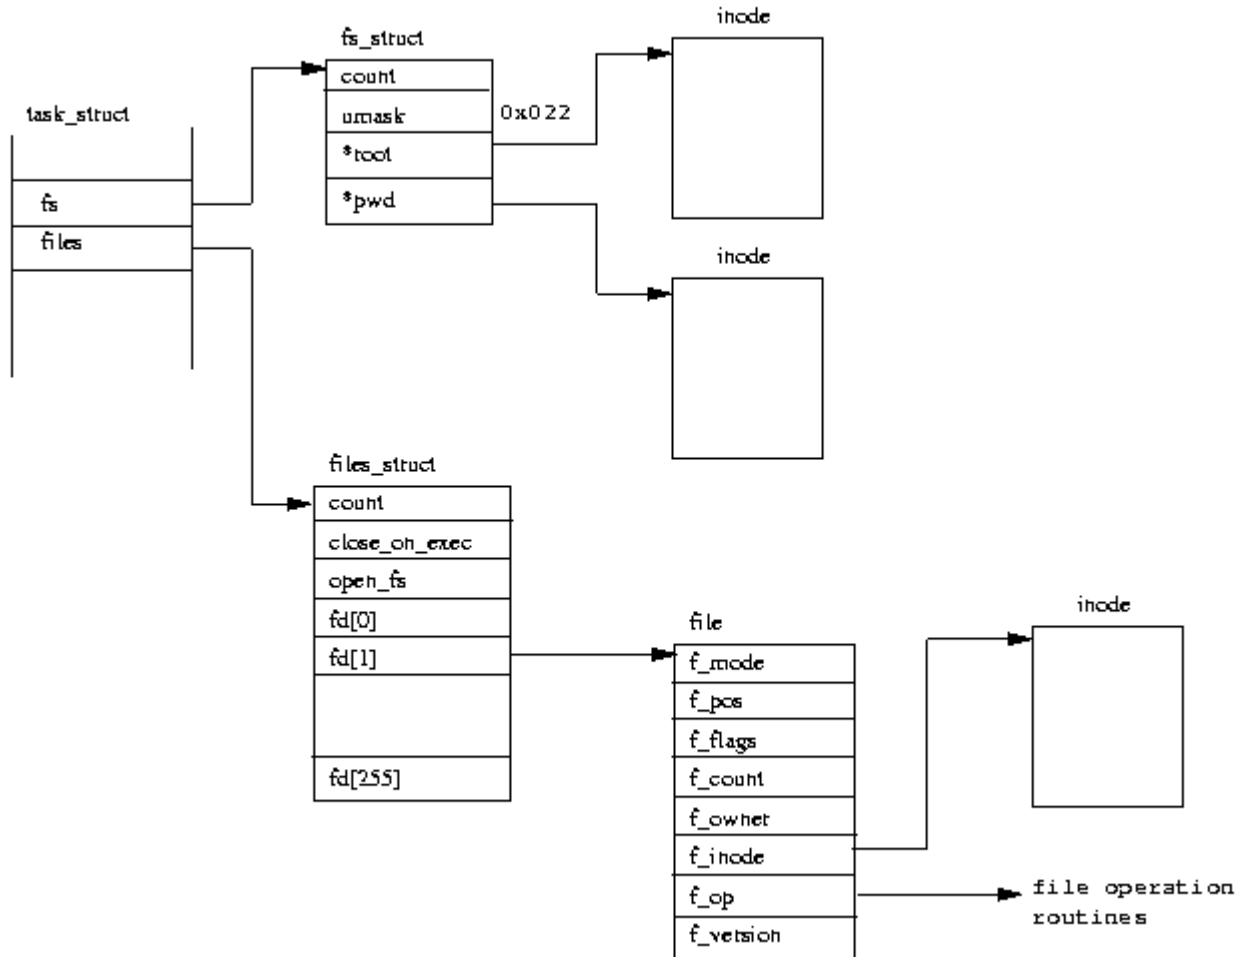 inode
fs_struct
count
task_struct
umask
0x022
*root
fs
*pwd
files
inode
files_struct
count
close_on_exec
open_fs
fd[0]
fd[1]
fd[255]
file
f_mode
f_pos
f_flags
f_count
f_owner
f_inode
f_op
f_version
inode
file operation
routines